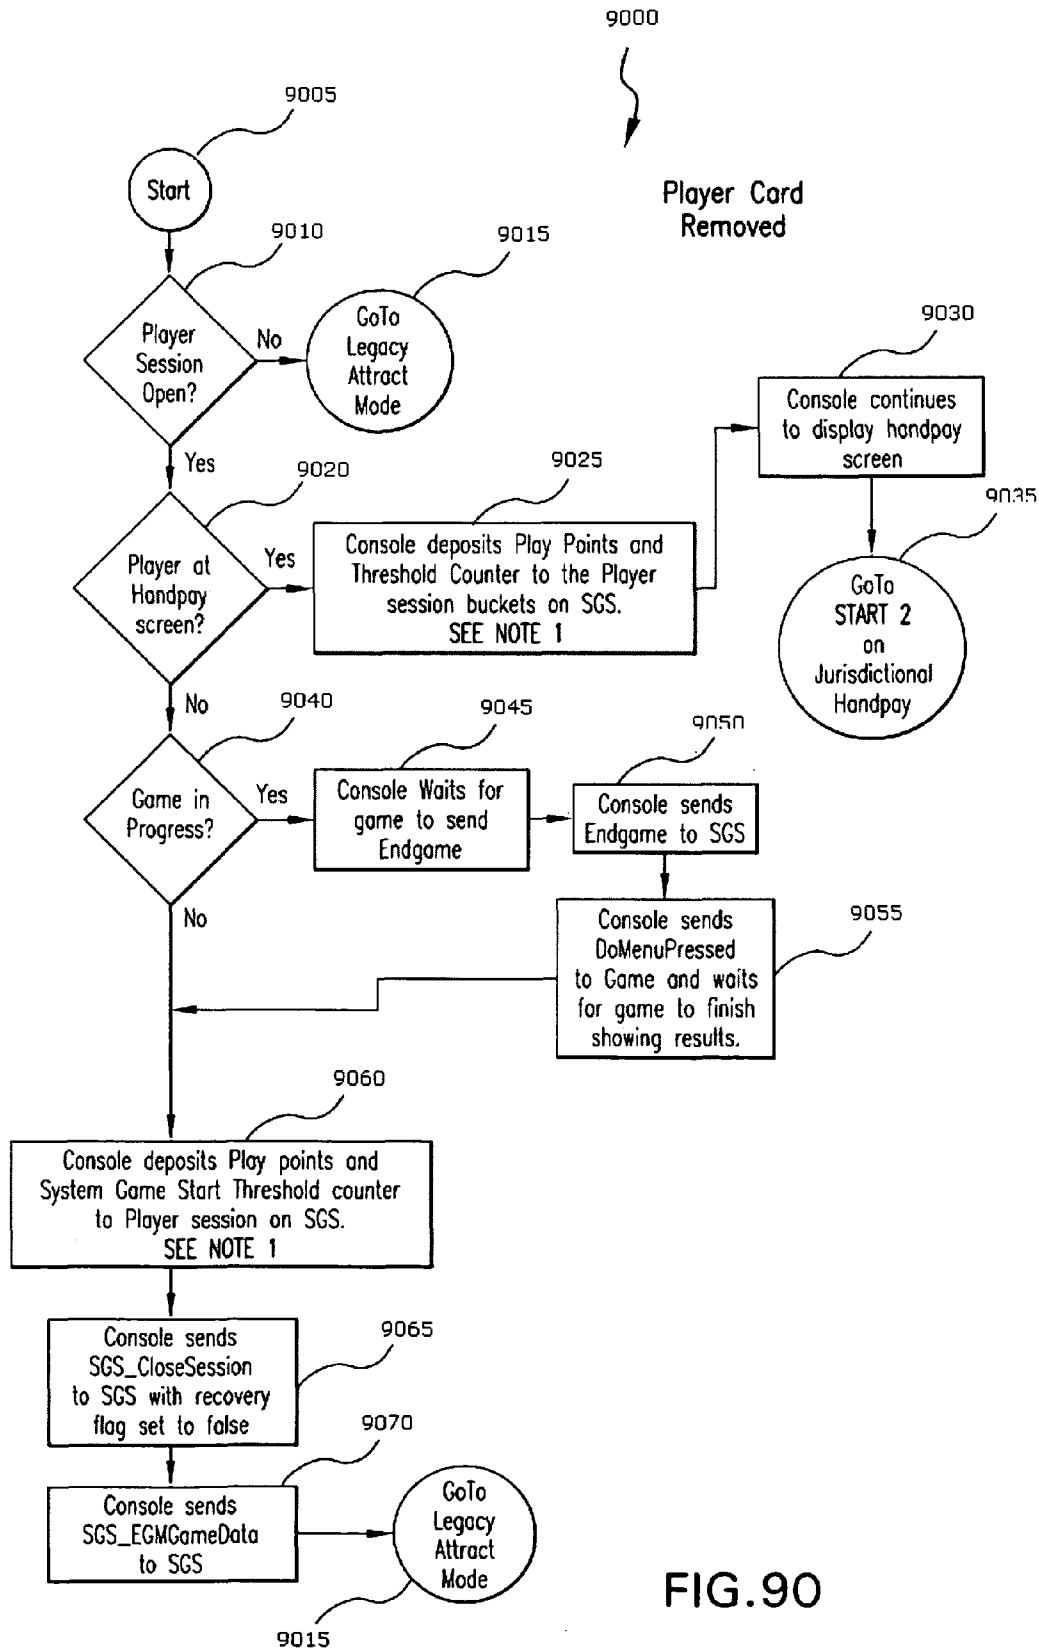 9000
9005
Start
Player Card
Removed
9010
9015
Player
Session
Open?
No
GoTo
Legacy
Attract
Mode
9030
Console continues
to display handpay
screen
Yes
9020
9025
9035
Player at
Handpay
screen?
Yes
Console deposits Play Points and
Threshold Counter to the Player
session buckets on SGS.
SEE NOTE 1
GoTo
START 2
on
Jurisdictional
Handpay
No
9040
9045
9050
Game in
Progress?
Yes
Console Waits for
game to send
Endgame
Console sends
Endgame to SGS
No
Console sends
DoMenuPressed
to Game and waits
for game to finish
showing results.
9055
9060
Console deposits Play points and
System Game Start Threshold counter
to Player session on SGS.
SEE NOTE 1
Console sends
SGS_CloseSession
to SGS with recovery
flag set to false
9065
9070
Console sends
SGS_EGMGameData
to SGS
GoTo
Legacy
Attract
Mode
9015
FIG.90